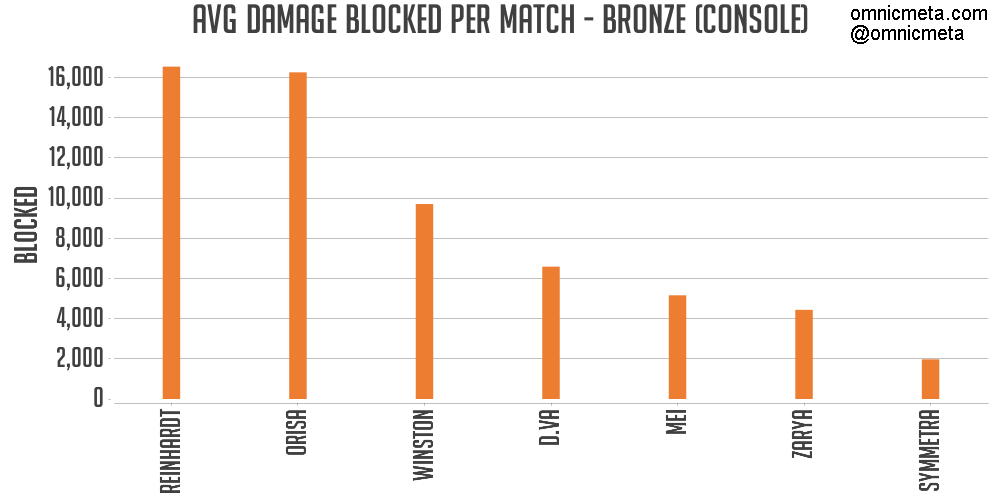 AVG DAMAGE BLOCKED PER MATCH - BRONZE (CONSOLE)
omnicmeta.com
@omnicmeta
BLOCKED
16,000
14,000
12,000
10,000
8,000
6,000
4,000
2,000
0
REINHARDT
ORISA
WINSTON
D.VA
MEI
ZARYA
SYMMETRA